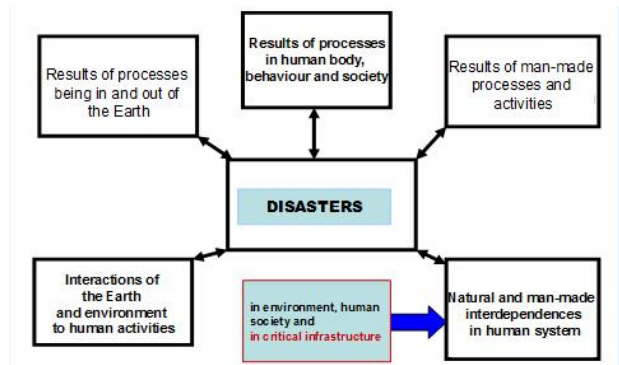 Results of processes
being in and out of
the Earth
Results of processes
in human body,
behaviour and society
Results of man-made
processes and
activities
DISASTERS
Interactions of
the Earth
and environment
to human activities
in environment, human
society and
in critical infrastructure
Natural and man-made
interdependences
in human system